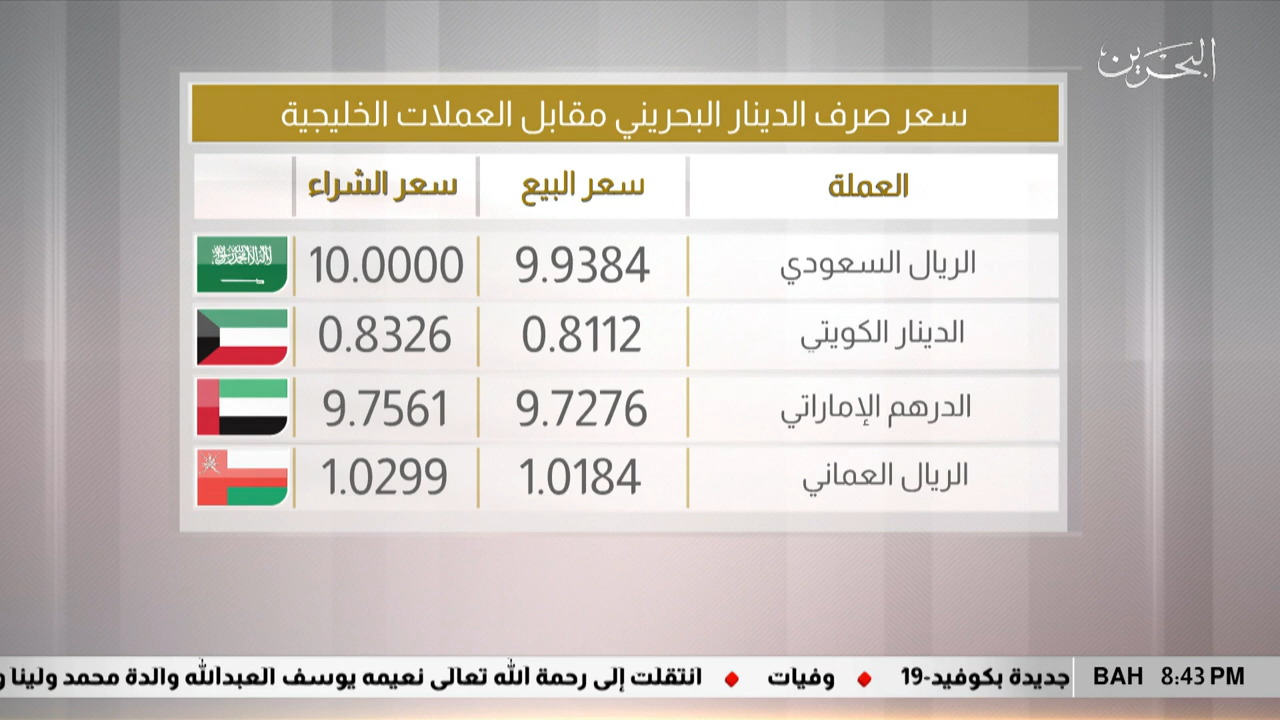 البحرين
سعر صرف الدينار البحريني مقابل العملات الخليجية
العملة سعر البيع سعر الشراء
الريال السعودي 9.9384 10.0000
الدينار الكويتي 0.8112 0.8326
الدرهم الإماراتي 9.7276 9.7561
الريال العماني 1.0184 1.0299
BAH 8:43 PM جديدة بكوفيد-19 وفيات انتقلت إلى رحمة الله تعالى نعيمه يوسف العبدالله والدة محمد ولينا و